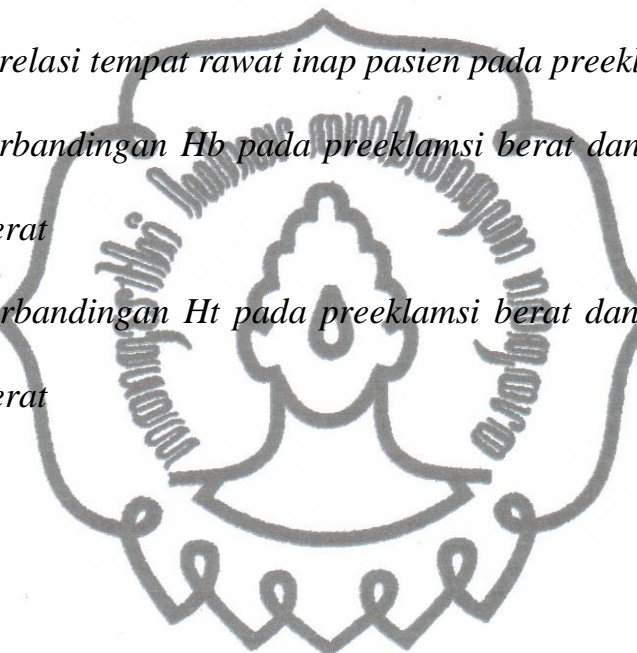 relasi tempat rawat inap pasien pada preekl
rbandingan Hb pada preeklamsi berat dan
erat
rbandingan Ht pada preeklamsi berat dan
erat